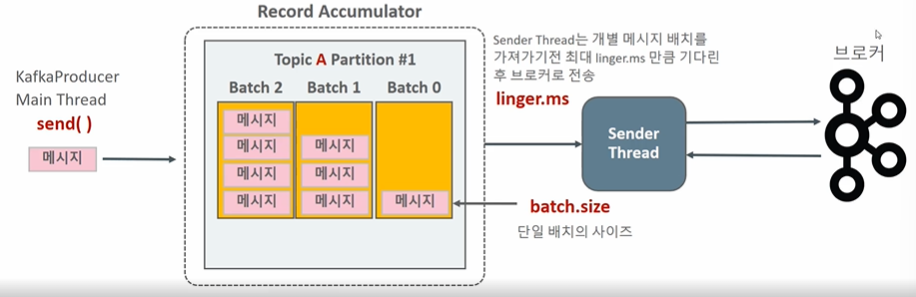 Record Accumulator
Topic A Partition #1
Batch 2 Batch 1 Batch 0
메시지
메시지 메시지
메시지 메시지
메시지 메시지 메시지
KafkaProducer
Main Thread
send( )
메시지
Sender Thread는 개별 메시지 배치를
가져가기전 최대 linger.ms 만큼 기다린
후 브로커로 전송
linger.ms
Sender
Thread
batch.size
단일 배치의 사이즈
브로커